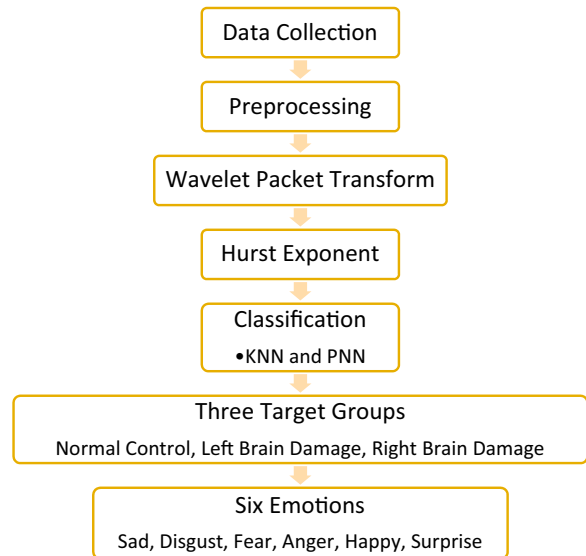 Data Collection
Preprocessing
Wavelet Packet Transform
Hurst Exponent
Classification
•KNN and PNN
Three Target Groups
Normal Control, Left Brain Damage, Right Brain Damage
Six Emotions
Sad, Disgust, Fear, Anger, Happy, Surprise